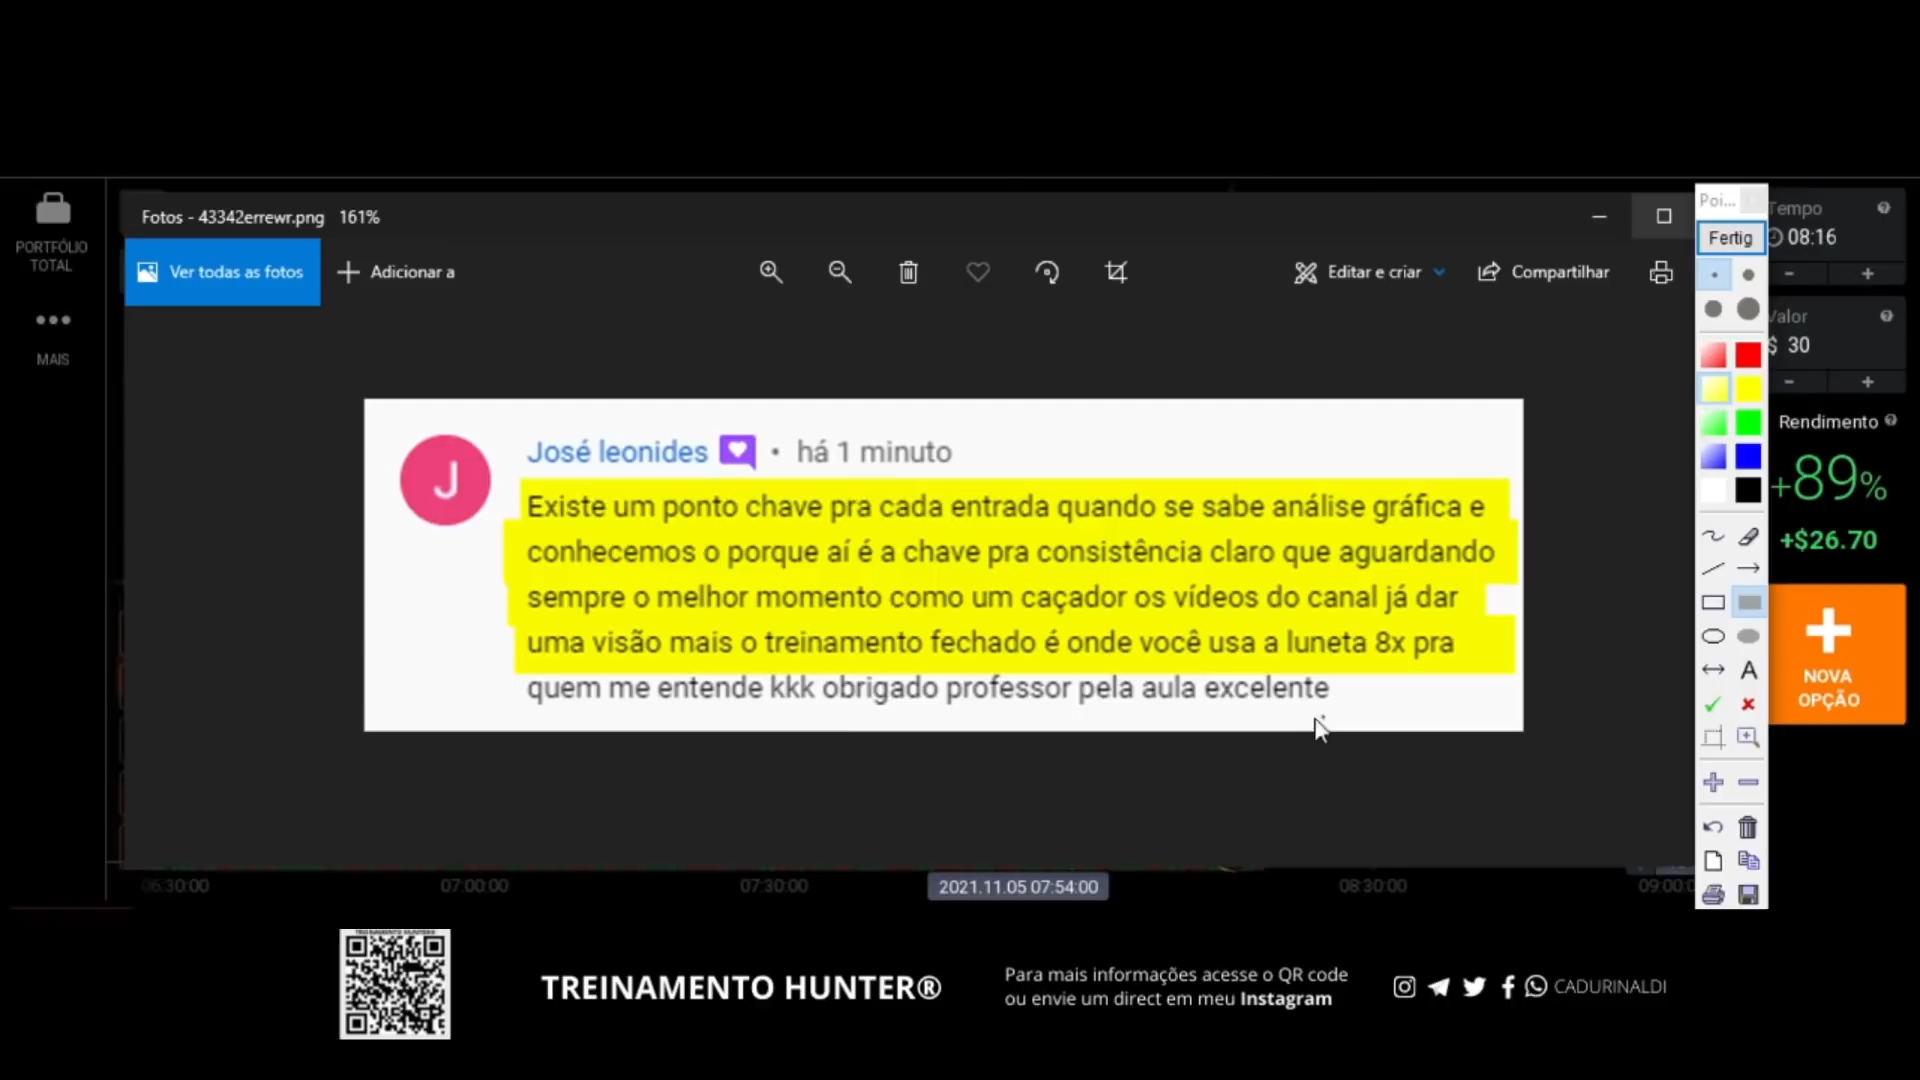 Fotos - 43342errewr.png 161%
Ver todas as fotos
Adicionar a
Editar e criar
Compartilhar
PORTFÓLIO
TOTAL
MAIS
J
José leonides • há 1 minuto
Existe um ponto chave pra cada entrada quando se sabe análise gráfica e
conhecemos o porque aí é a chave pra consistência claro que aguardando
sempre o melhor momento como um caçador os vídeos do canal já dar
uma visão mais o treinamento fechado é onde você usa a luneta 8x pra
quem me entende kkk obrigado professor pela aula excelente
Poi...
Fertig
A
Tempo
08:16
- +
Valor
$ 30
- +
Rendimento
+89%
+$26.70
NOVA
OPÇÃO
06:30:00 07:00:00 07:30:00 2021.11.05 07:54:00 08:30:00 09:00:0
TREINAMENTO HUNTER®
Para mais informações acesse o QR code
ou envie um direct em meu Instagram
CADURINALDI